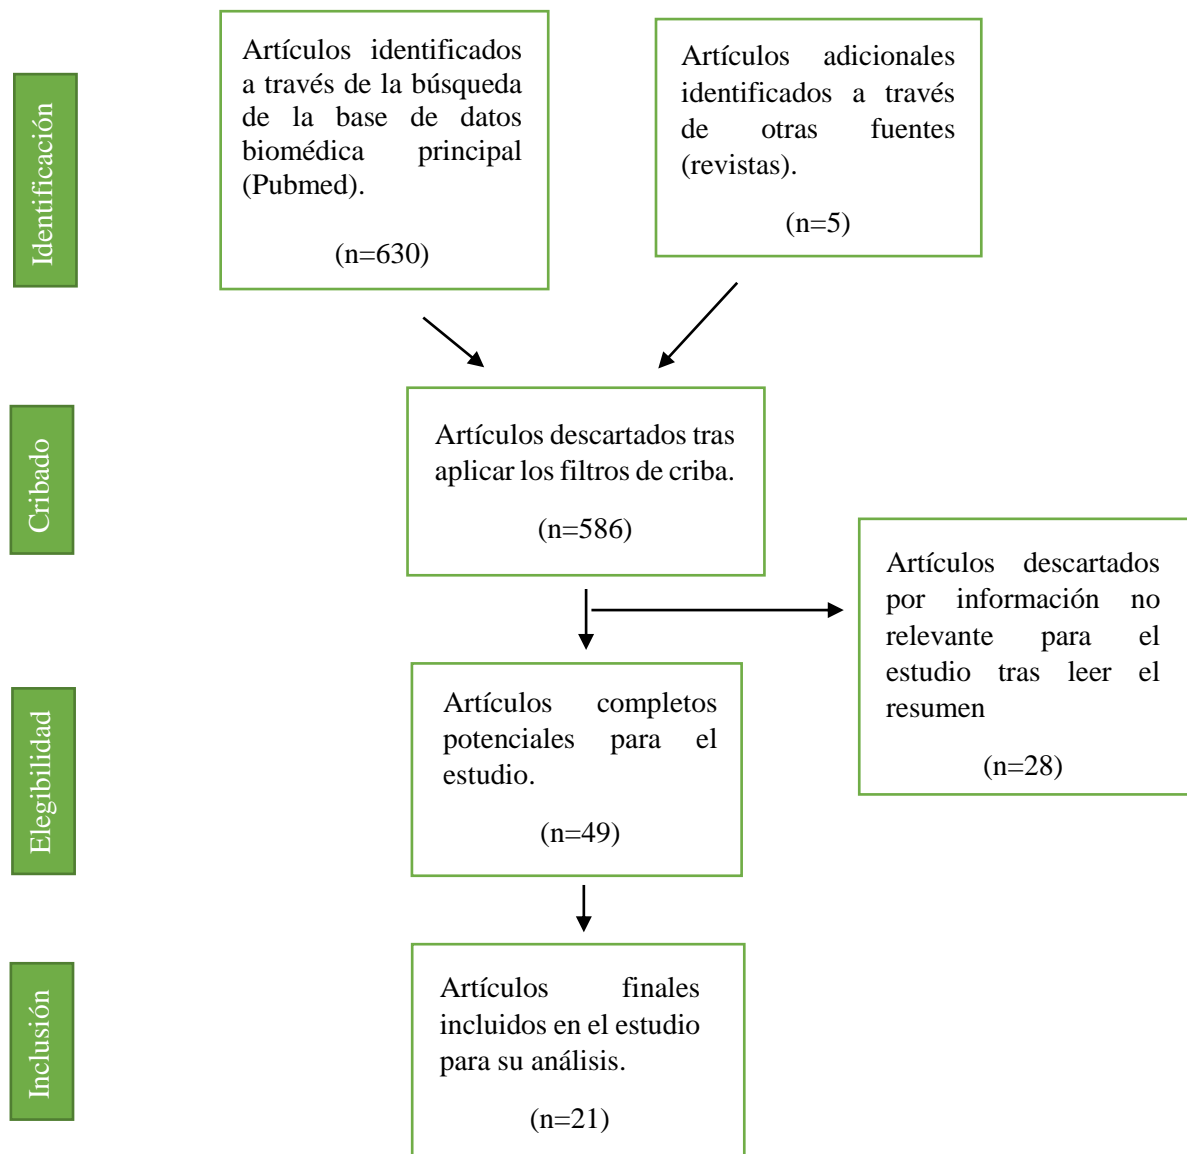 Identificación
Artículos identificados
a través de la búsqueda
de la base de datos
biomédica principal
(Pubmed).
(n=630)
Artículos adicionales
identificados a través
de otras fuentes
(revistas).
(n=5)
Cribado
Artículos descartados tras
aplicar los filtros de criba.
(n=586)
Artículos descartados
por información no
relevante para el
estudio tras leer el
resumen
(n=28)
Elegibilidad
Artículos completos
potenciales para el
estudio.
(n=49)
Inclusión
Artículos finales
incluidos en el estudio
para su análisis.
(n=21)